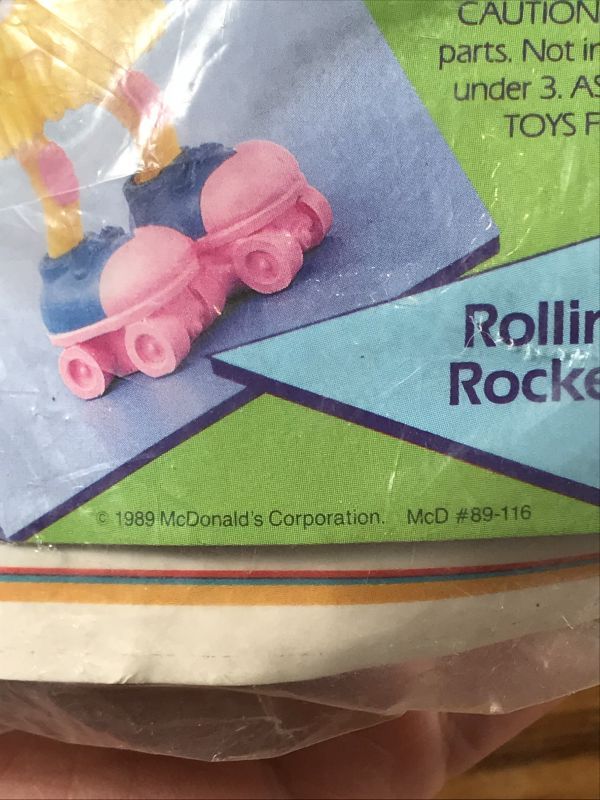 CAUTION
parts. Not in
under 3. AS
TOYS F
Rollin
Rocke
© 1989 McDonald's Corporation. McD #89-116